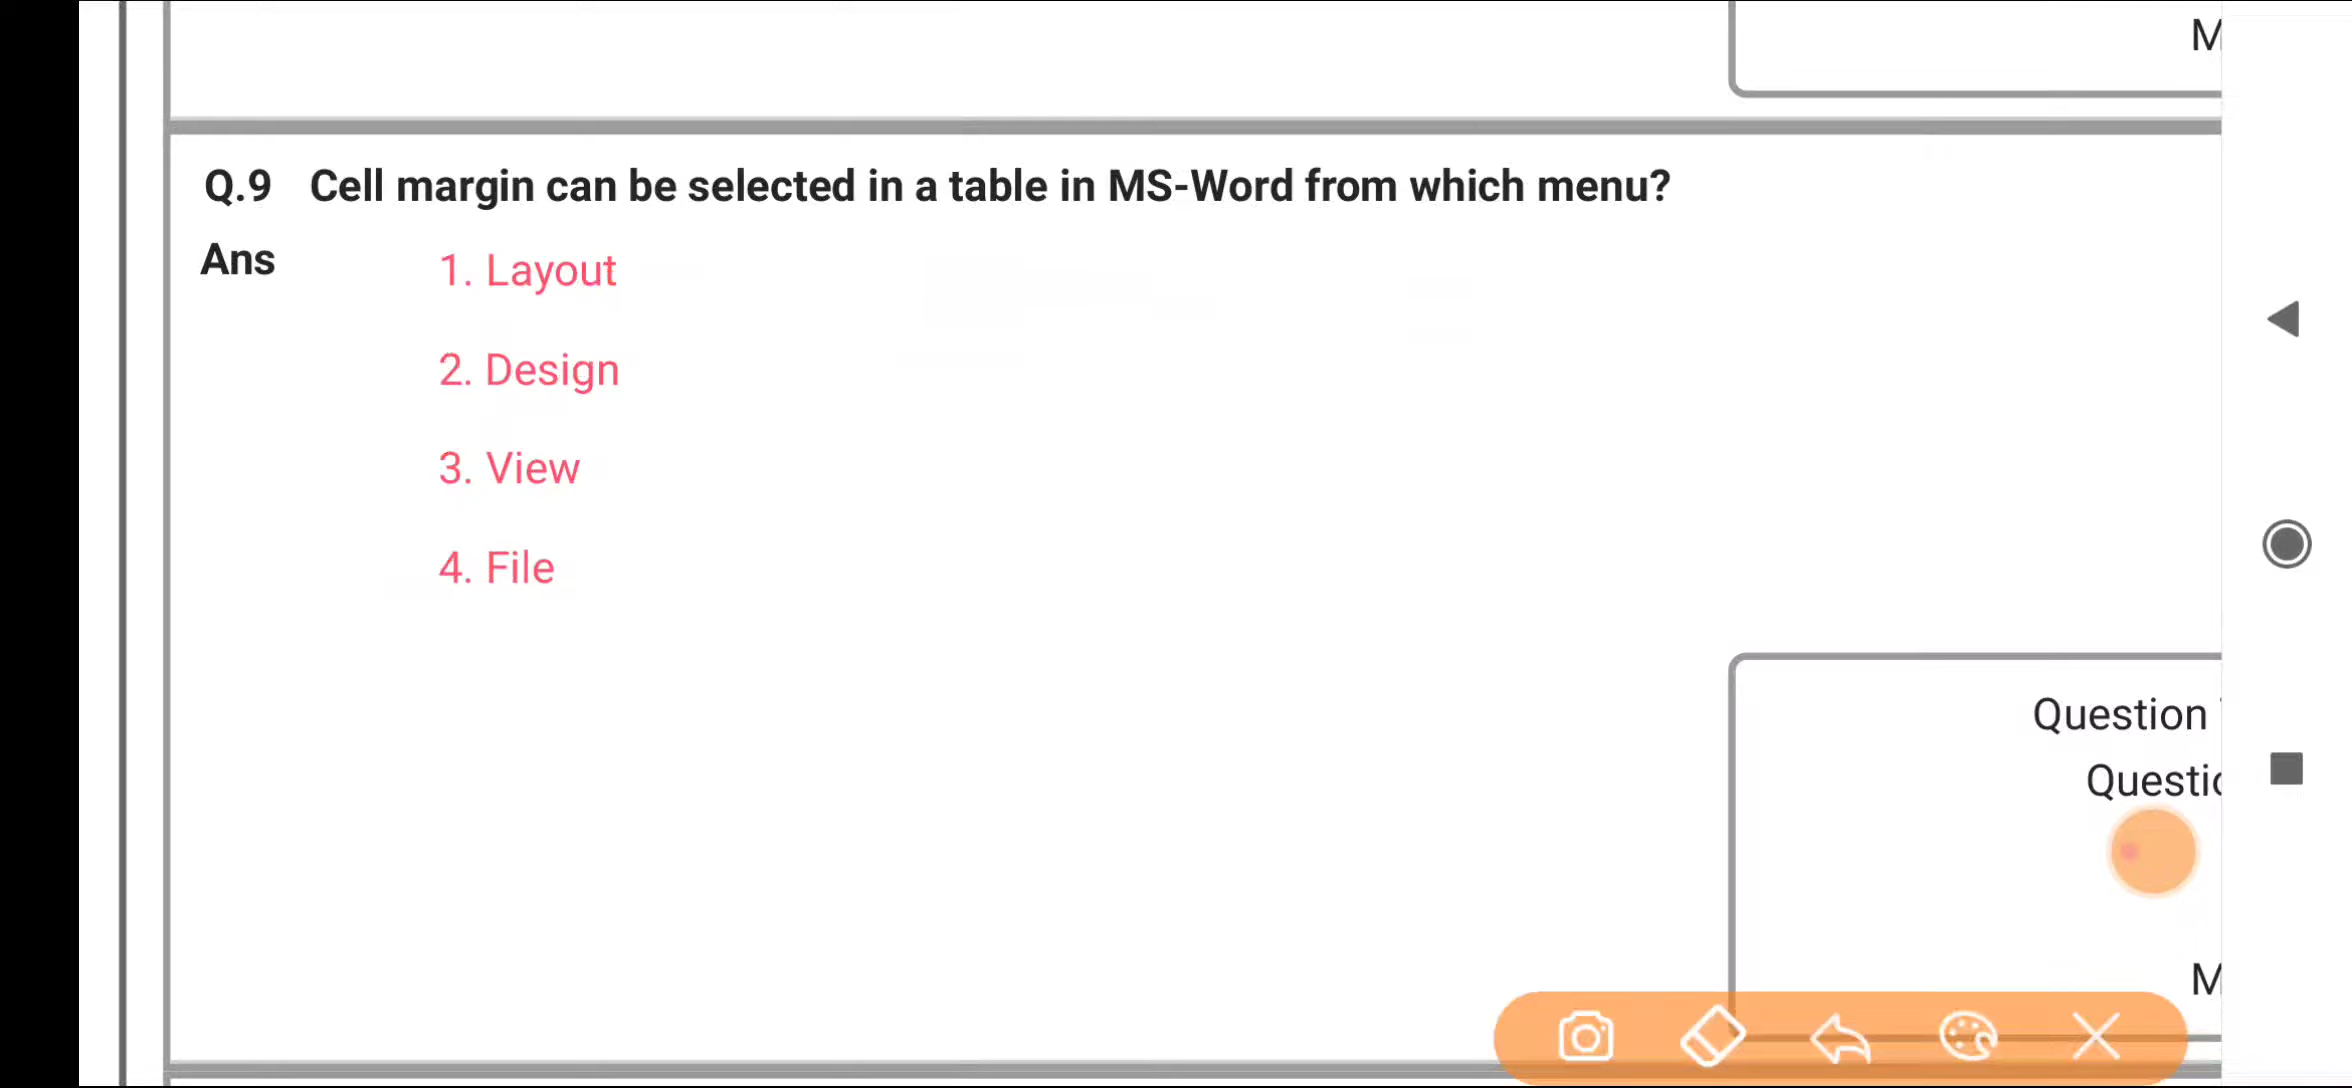 Q.9 Cell margin can be selected in a table in MS-Word from which menu?
Ans 1. Layout
2. Design
3. View
4. File
Question